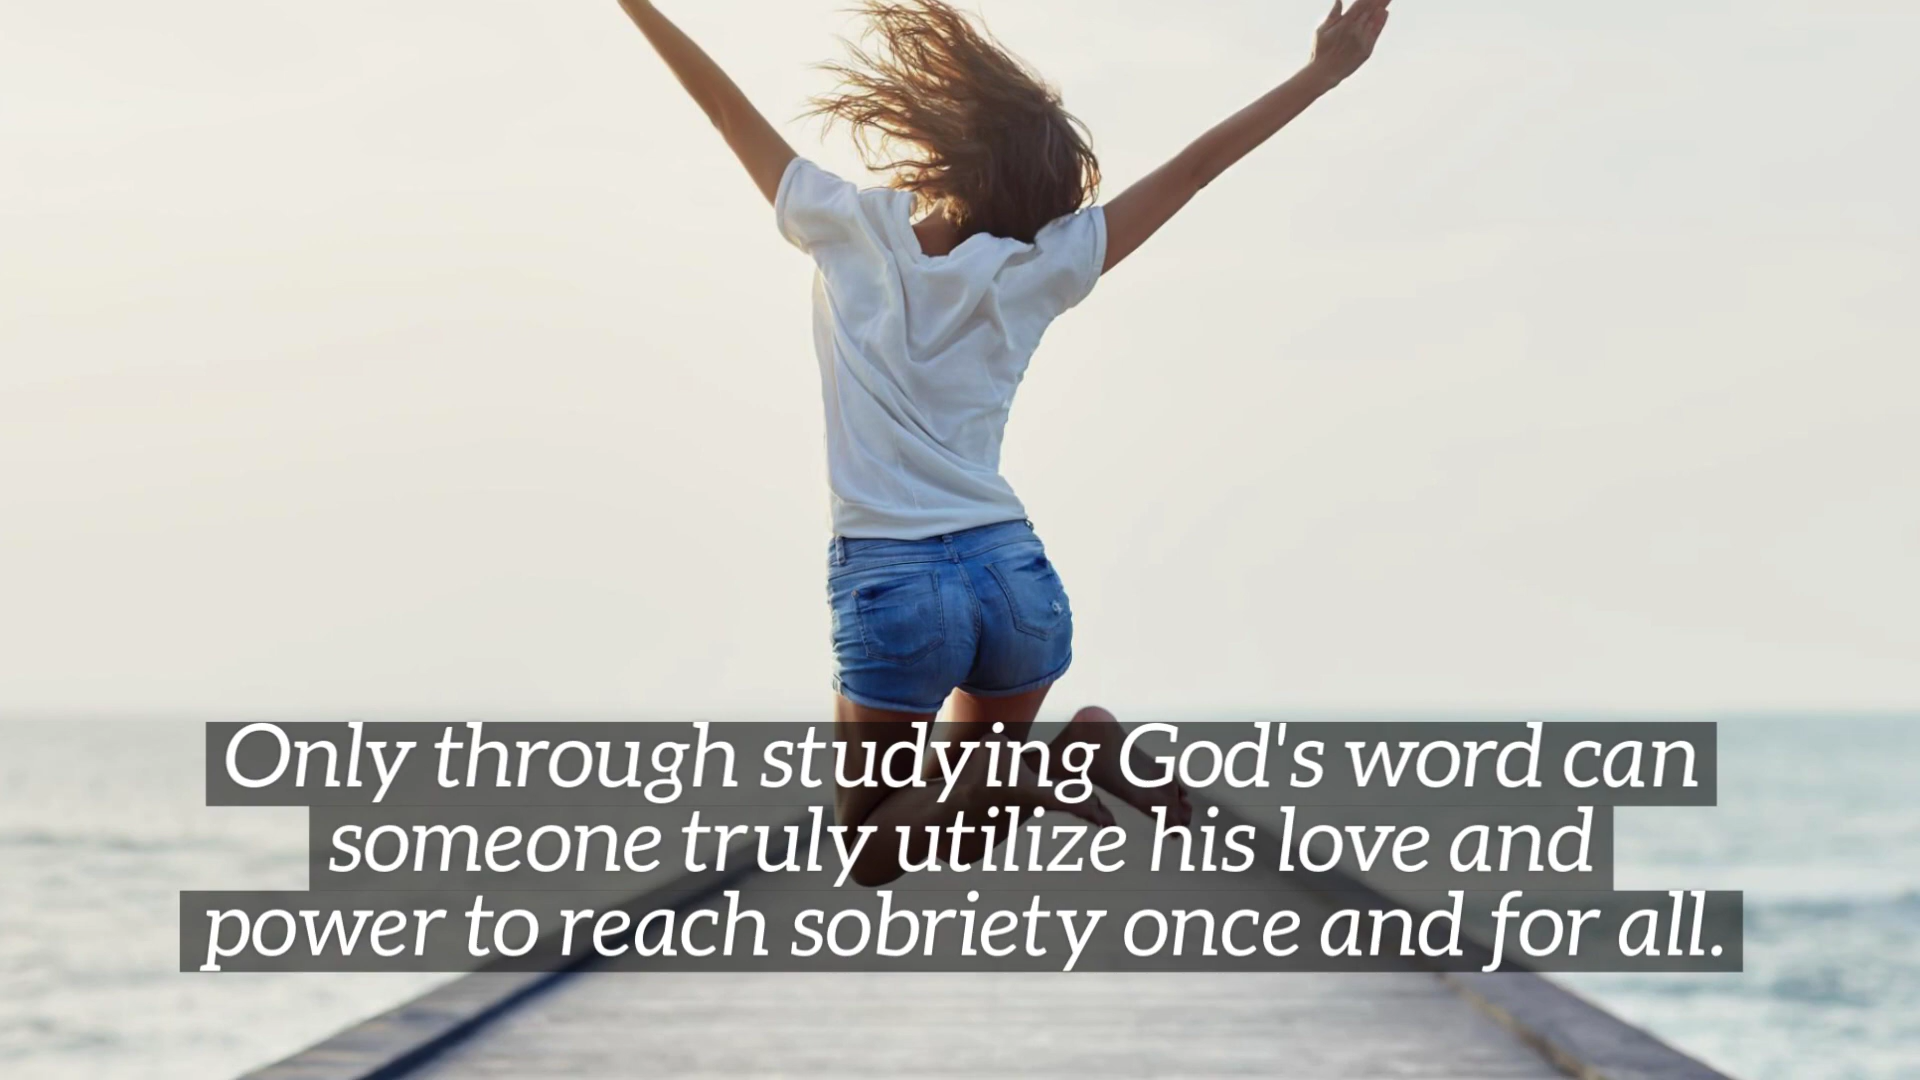 Only through studying God's word can
someone truly utilize his love and
power to reach sobriety once and for all.